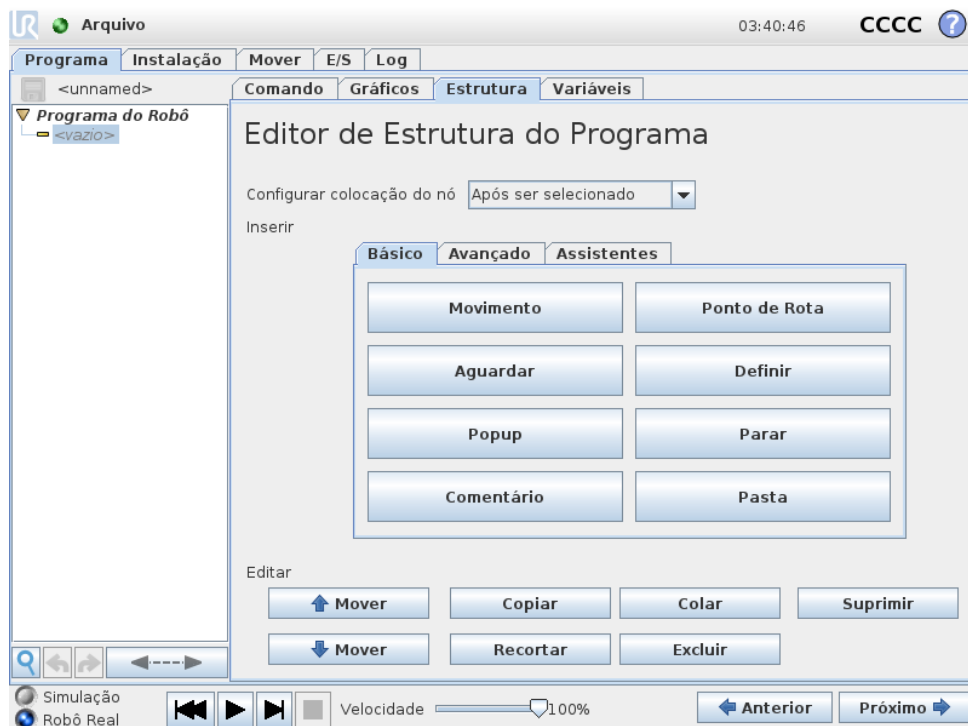 UR Arquivo 03:40:46 CCCC ?
Programa Instalação Mover E/S Log
<unnamed> Comando Gráficos Estrutura Variáveis
Programa do Robô
<vazio>
Editor de Estrutura do Programa
Configurar colocação do nó Após ser selecionado
Inserir
Básico Avançado Assistentes
Movimento Ponto de Rota
Aguardar Definir
Popup Parar
Comentário Pasta
Editar
Mover Copiar Colar Suprimir
Mover Recortar Excluir
Simulação
Robô Real
Velocidade 100% Anterior Próximo